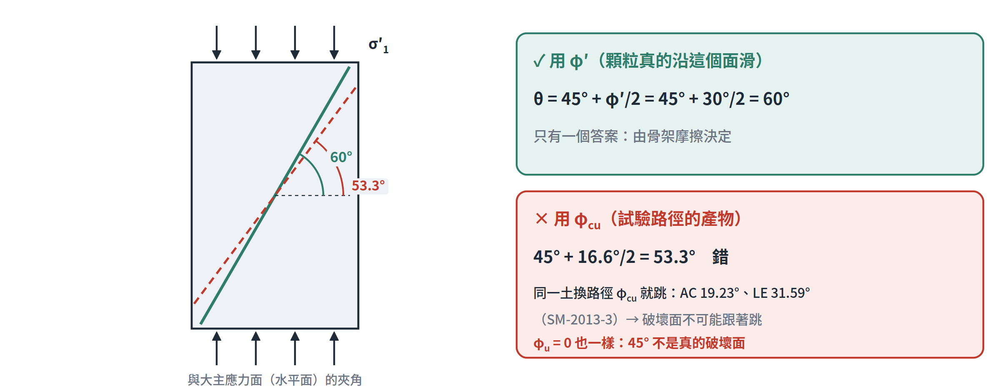 σ′₁
60°
53.3°
與大主應力面（水平面）的夾角
✓ 用 φ′（顆粒真的沿這個面滑）
θ = 45° + φ′/2 = 45° + 30°/2 = 60°
只有一個答案：由骨架摩擦決定
✕ 用 φcu（試驗路徑的產物）
45° + 16.6°/2 = 53.3°　錯
同一土換路徑 φcu 就跳：AC 19.23°、LE 31.59°
（SM-2013-3）→ 破壞面不可能跟著跳
φu = 0 也一樣：45° 不是真的破壞面